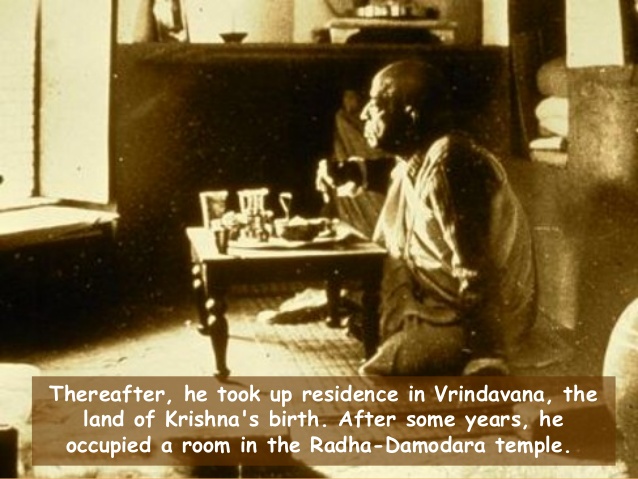 Thereafter, he took up residence in Vrindavana, the
land of Krishna's birth. After some years, he
occupied a room in the Radha-Damodara temple.